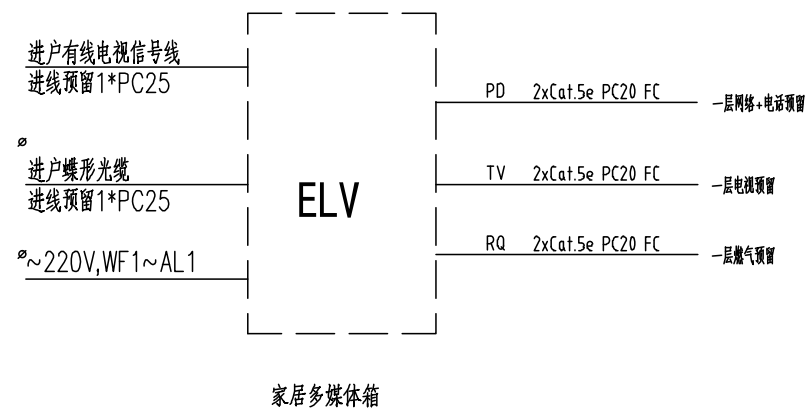 进户有线电视信号线
进线预留1*PC25
⌀
进户蝶形光缆
进线预留1*PC25
⌀~220V,WF1~AL1
ELV
PD 2xCat.5e PC20 FC 一层网络+电话预留
TV 2xCat.5e PC20 FC 一层电视预留
RQ 2xCat.5e PC20 FC 一层燃气预留
家居多媒体箱